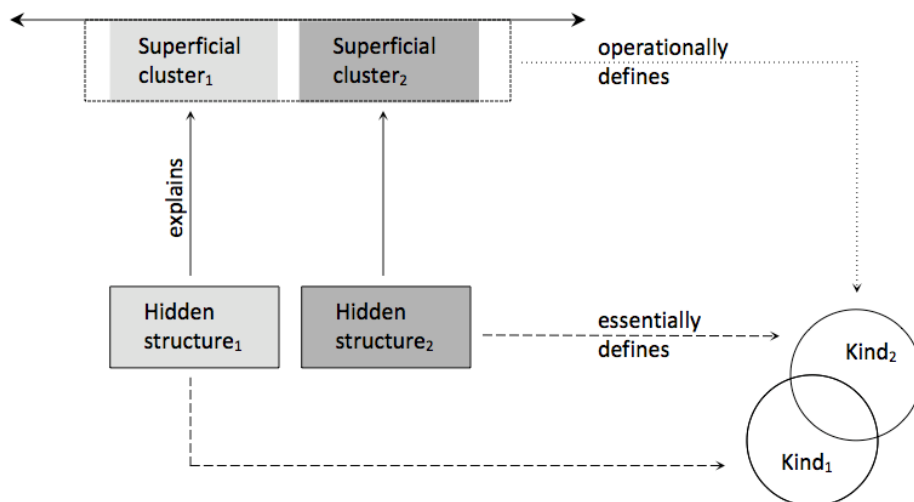 Superficial
cluster₁
Superficial
cluster₂
operationally
defines
explains
Hidden
structure₁
Hidden
structure₂
essentially
defines
Kind₂
Kind₁